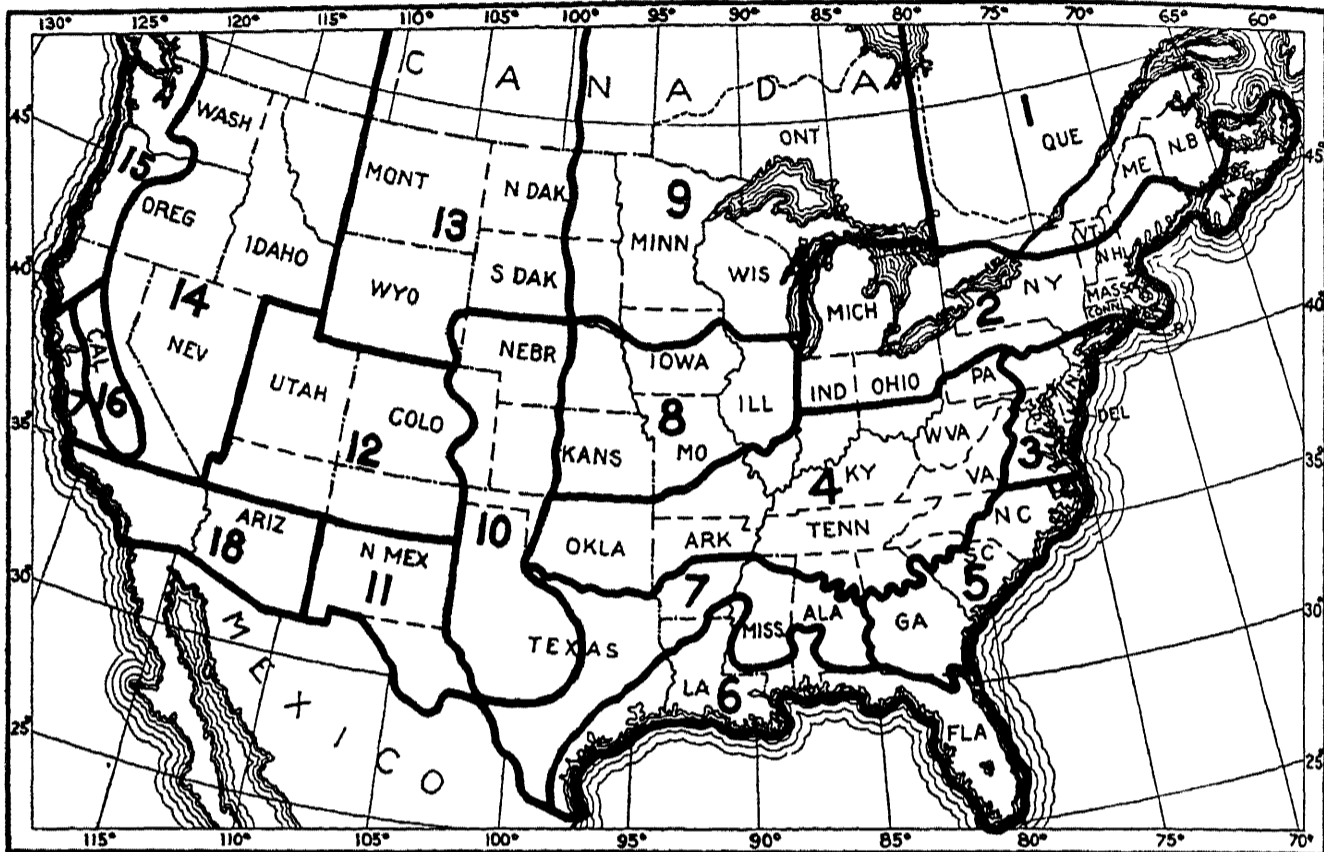 130° 125° 120° 115° 110° 105° 100° 95° 90° 85° 80° 75° 70° 65° 60°
C A N A D A
1
QUE
N.B
ME
N.S
ONT
WASH
15
OREG
IDAHO
MONT
13
N DAK
S DAK
WYO
9
MINN
WIS
MICH
VT
N.H.
MASS
CONN
R
N Y
2
14
NEV
CAL
16
UTAH
COLO
12
NEBR
IOWA
ILL
8
KANS
MO
IND
OHIO
PA
N.J.
DEL
3
W VA
VA
4
KY
TENN
N C
SC
5
GA
ARIZ
18
N MEX
11
10
OKLA
ARK
7
TEXAS
MISS
ALA
LA
6
FLA
MEXICO
45° 40° 35° 30° 25°
45° 40° 35° 30° 25°
115° 110° 105° 100° 95° 90° 85° 80° 75° 70°